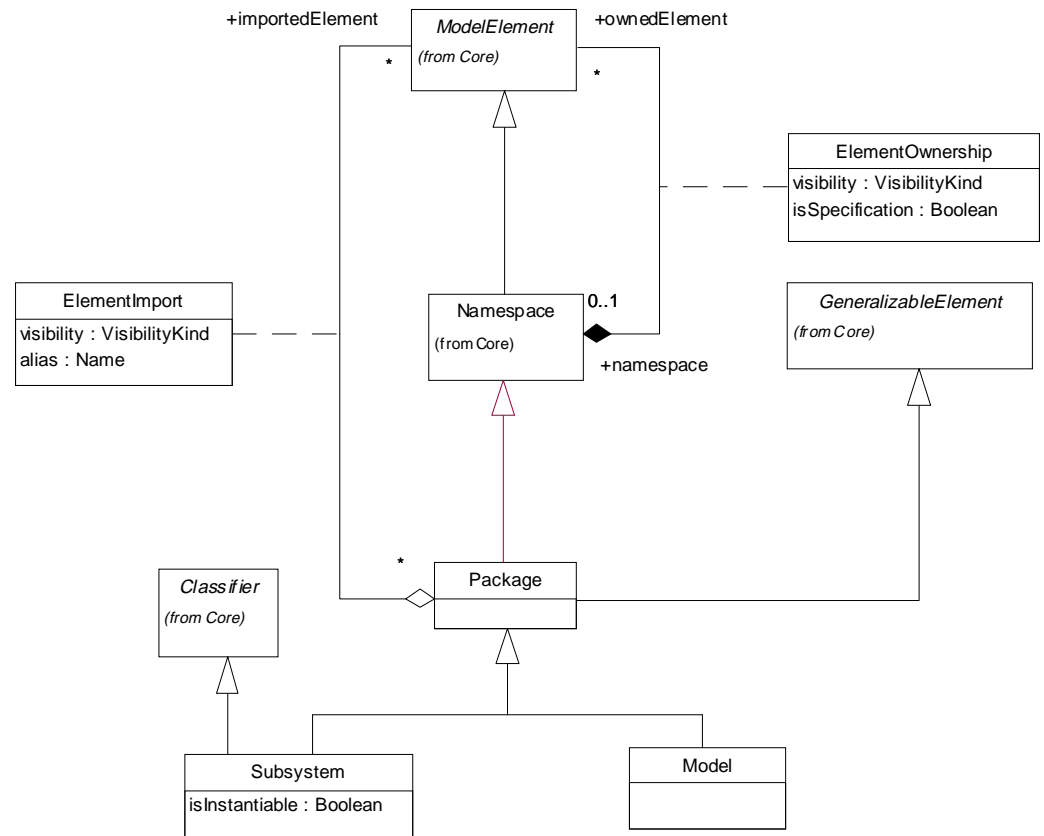 +importedElement
ModelElement
+ownedElement
(from Core)
*
*
ElementOwnership
visibility : VisibilityKind
isSpecification : Boolean
ElementImport
visibility : VisibilityKind
alias : Name
Namespace
(from Core)
0..1
+namespace
GeneralizableElement
(from Core)
*
Package
Classifier
(from Core)
Subsystem
isInstantiable : Boolean
Model